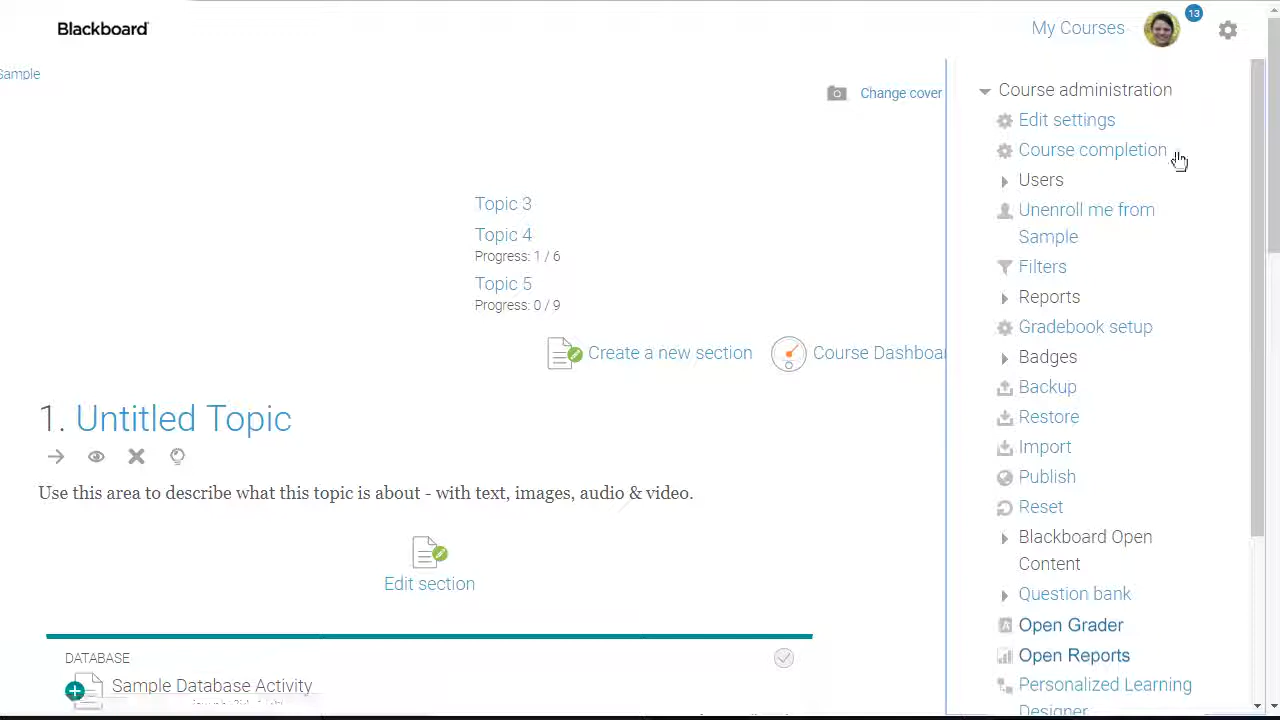 Blackboard
My Courses
13
Sample
Change cover
Topic 3
Topic 4
Progress: 1 / 6
Topic 5
Progress: 0 / 9
Create a new section
Course Dashboar
1. Untitled Topic
Use this area to describe what this topic is about - with text, images, audio & video.
Edit section
DATABASE
Sample Database Activity
Course administration
Edit settings
Course completion
Users
Unenroll me from
Sample
Filters
Reports
Gradebook setup
Badges
Backup
Restore
Import
Publish
Reset
Blackboard Open
Content
Question bank
Open Grader
Open Reports
Personalized Learning
Designer